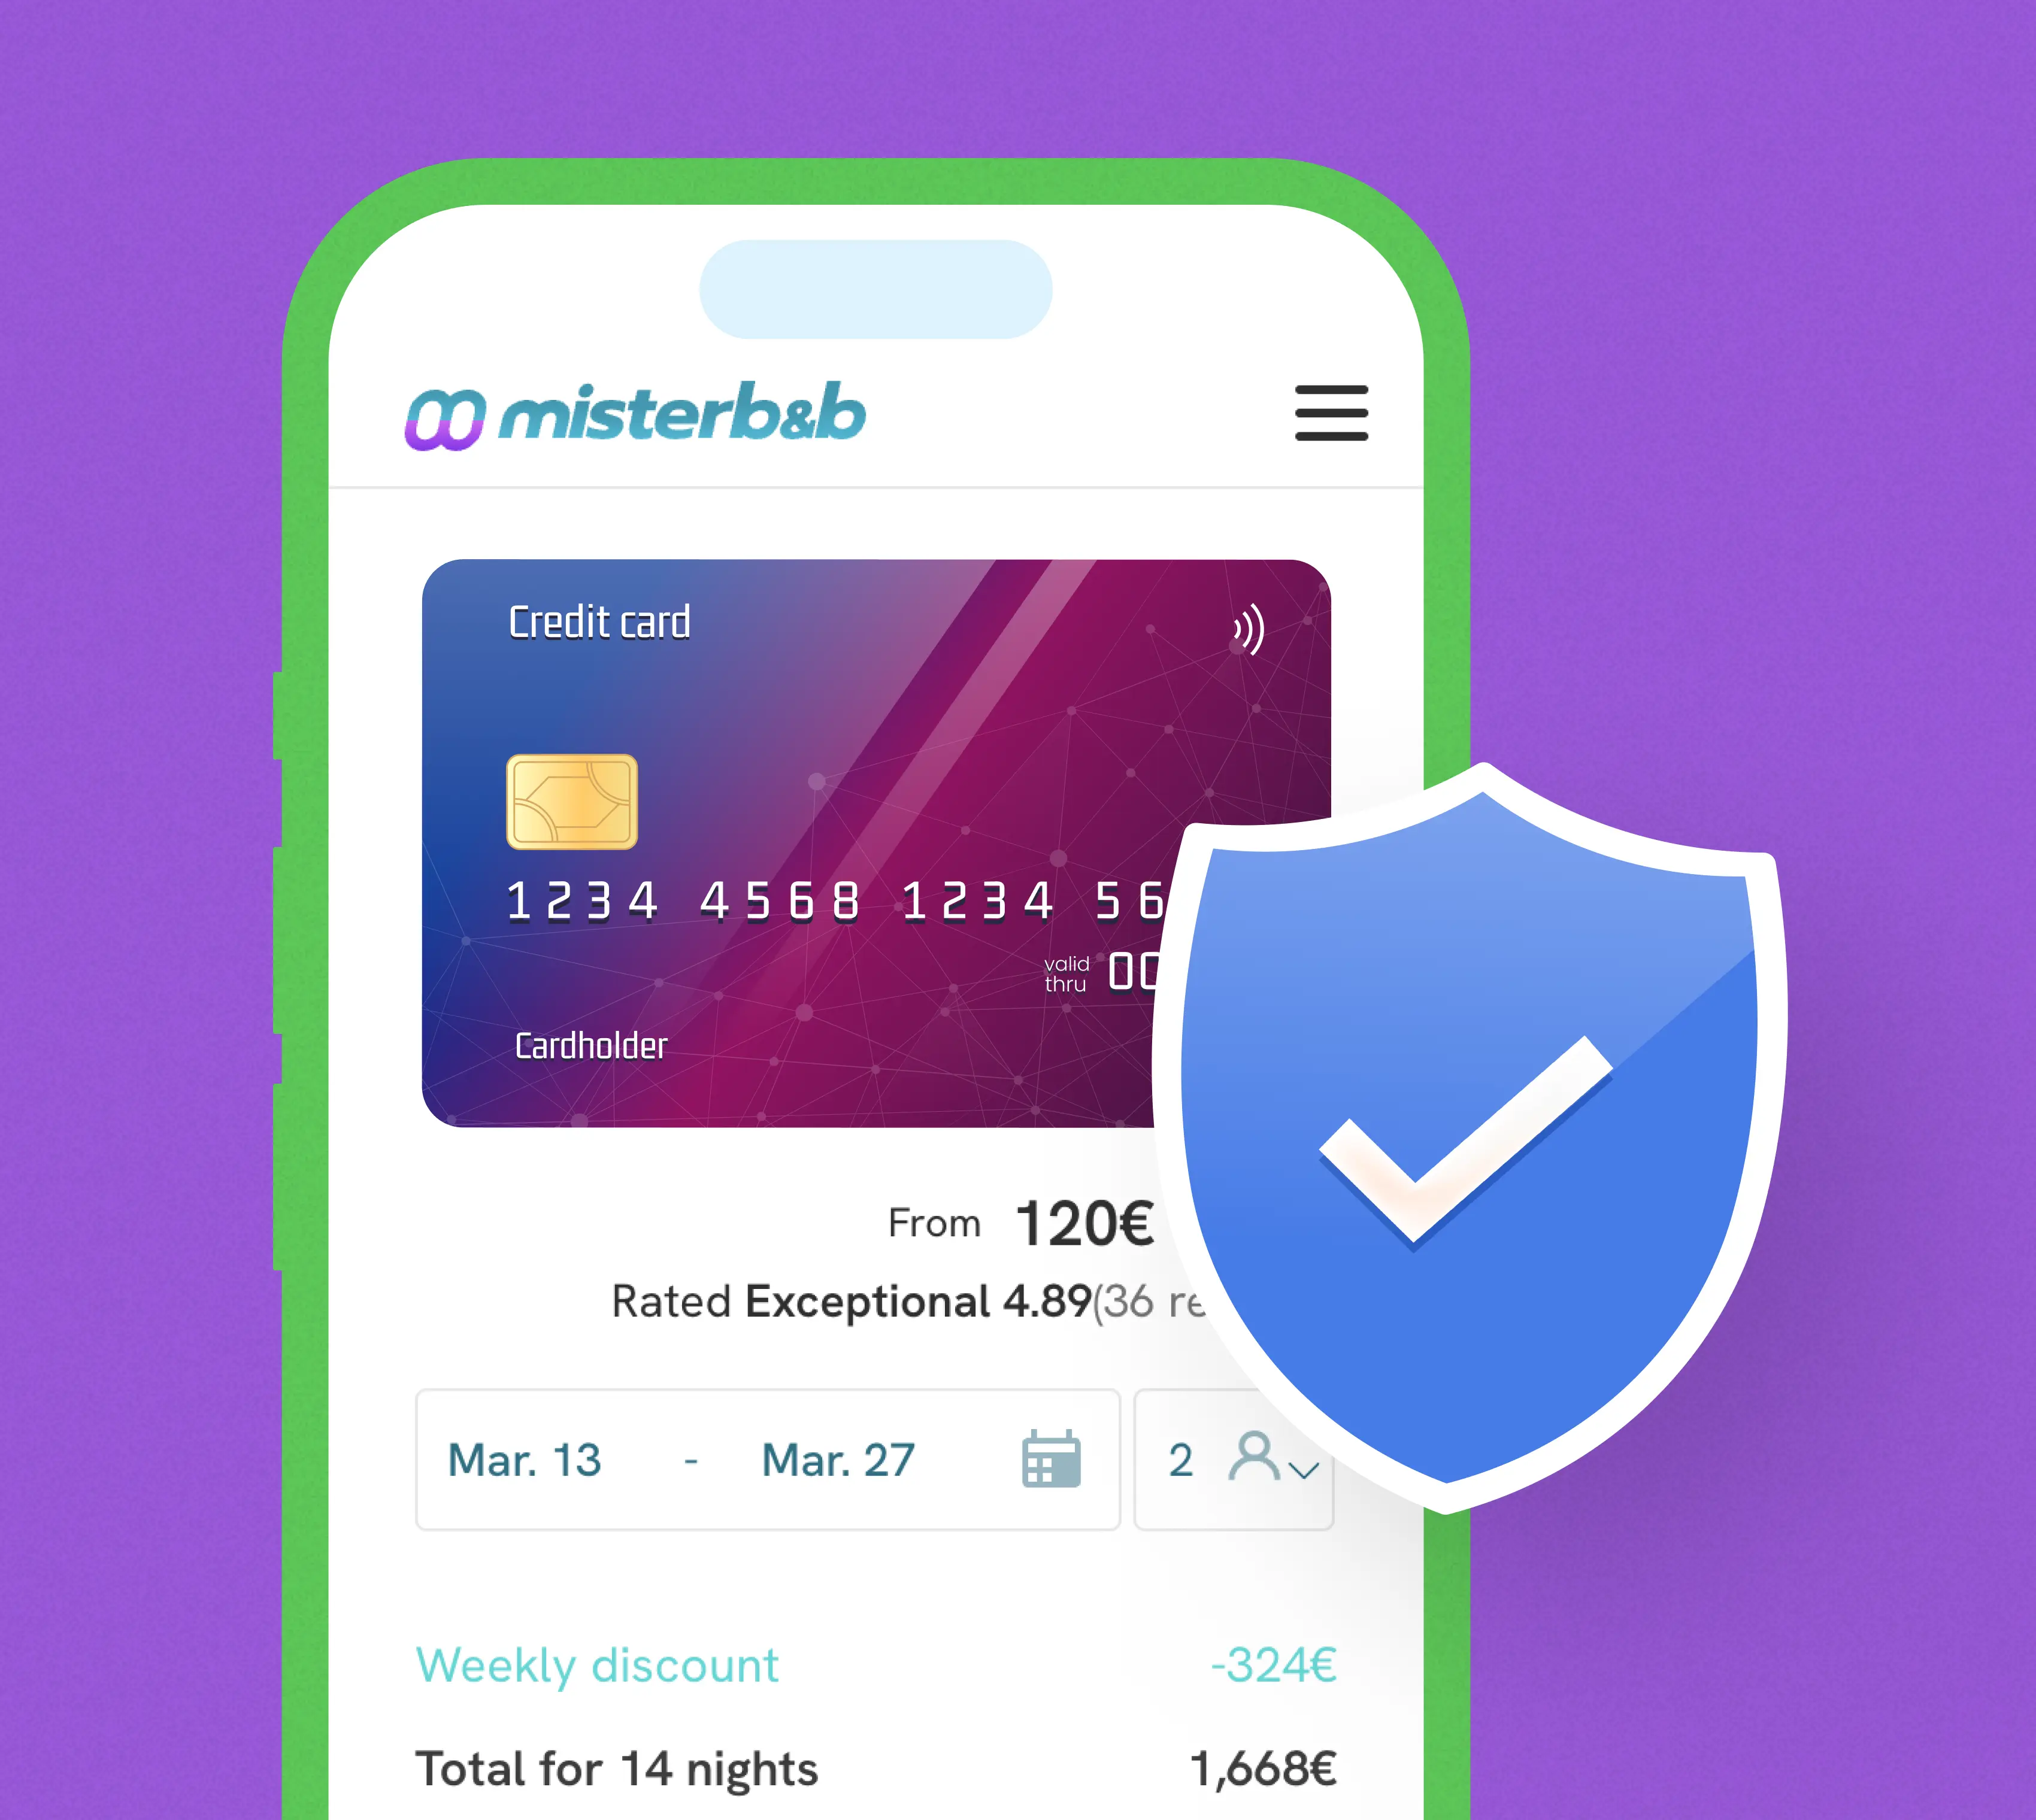 misterb&b
Credit card
1234 4568 1234 56
valid
thru 00
Cardholder
From 120€
Rated Exceptional 4.89(36
Mar. 13 - Mar. 27 2
Weekly discount -324€
Total for 14 nights 1,668€